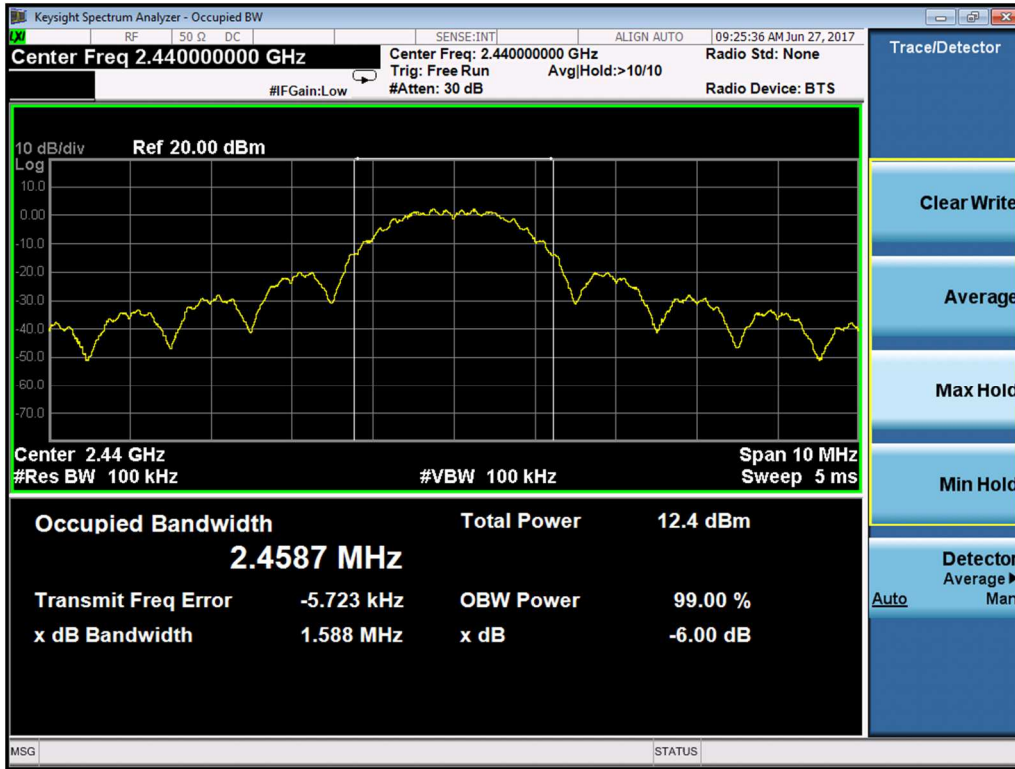 Keysight Spectrum Analyzer - Occupied BW
LXI RF 50 Ω DC SENSE:INT ALIGN AUTO 09:25:36 AM Jun 27, 2017
Center Freq 2.440000000 GHz
Center Freq: 2.440000000 GHz Radio Std: None
Trig: Free Run Avg|Hold:>10/10
#IFGain:Low #Atten: 30 dB Radio Device: BTS
Trace/Detector
10 dB/div Ref 20.00 dBm
Log
10.0
0.00
-10.0
-20.0
-30.0
-40.0
-50.0
-60.0
-70.0
Center 2.44 GHz Span 10 MHz
#Res BW 100 kHz #VBW 100 kHz Sweep 5 ms
Occupied Bandwidth Total Power 12.4 dBm
2.4587 MHz
Transmit Freq Error -5.723 kHz OBW Power 99.00 %
x dB Bandwidth 1.588 MHz x dB -6.00 dB
Clear Write
Average
Max Hold
Min Hold
Detector
Average
Auto Man
MSG STATUS